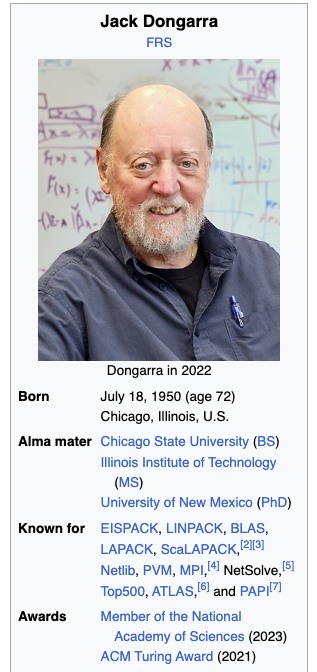 Jack Dongarra
FRS
Dongarra in 2022
Born July 18, 1950 (age 72)
Chicago, Illinois, U.S.
Alma mater Chicago State University (BS)
Illinois Institute of Technology
(MS)
University of New Mexico (PhD)
Known for EISPACK, LINPACK, BLAS,
LAPACK, ScaLAPACK,[2][3]
Netlib, PVM, MPI,[4] NetSolve,[5]
Top500, ATLAS,[6] and PAPI[7]
Awards Member of the National
Academy of Sciences (2023)
ACM Turing Award (2021)